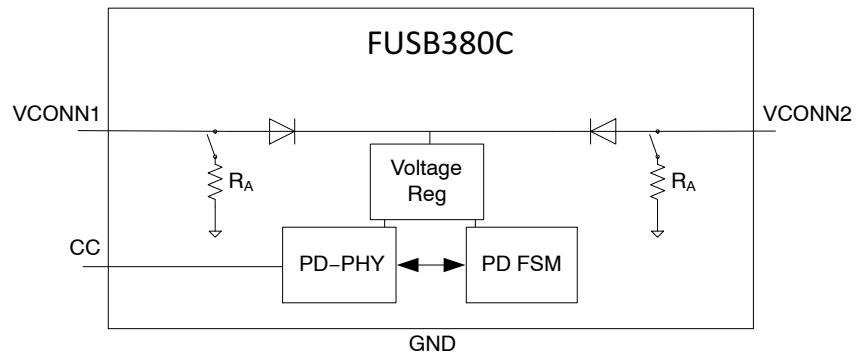 FUSB380C
VCONN1
VCONN2
Voltage
Reg
RA
RA
CC
PD−PHY
PD FSM
GND